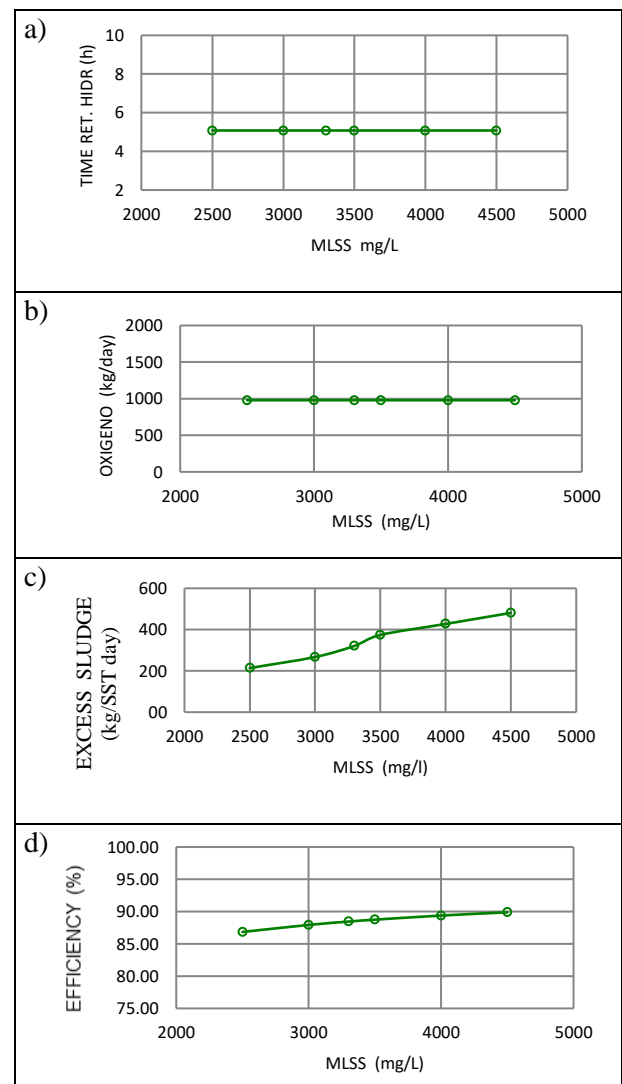 a)
TIME RET. HIDR (h)
10
8
6
4
2
2000 2500 3000 3500 4000 4500 5000
MLSS mg/L
b)
OXIGENO (kg/day)
2000
1500
1000
500
0
2000 3000 4000 5000
MLSS (mg/L)
c)
EXCESS SLUDGE
(kg/SST day)
600
400
200
00
2000 2500 3000 3500 4000 4500 5000
MLSS (mg/l)
d)
EFFICIENCY (%)
100.00
95.00
90.00
85.00
80.00
75.00
2000 3000 4000 5000
MLSS (mg/L)